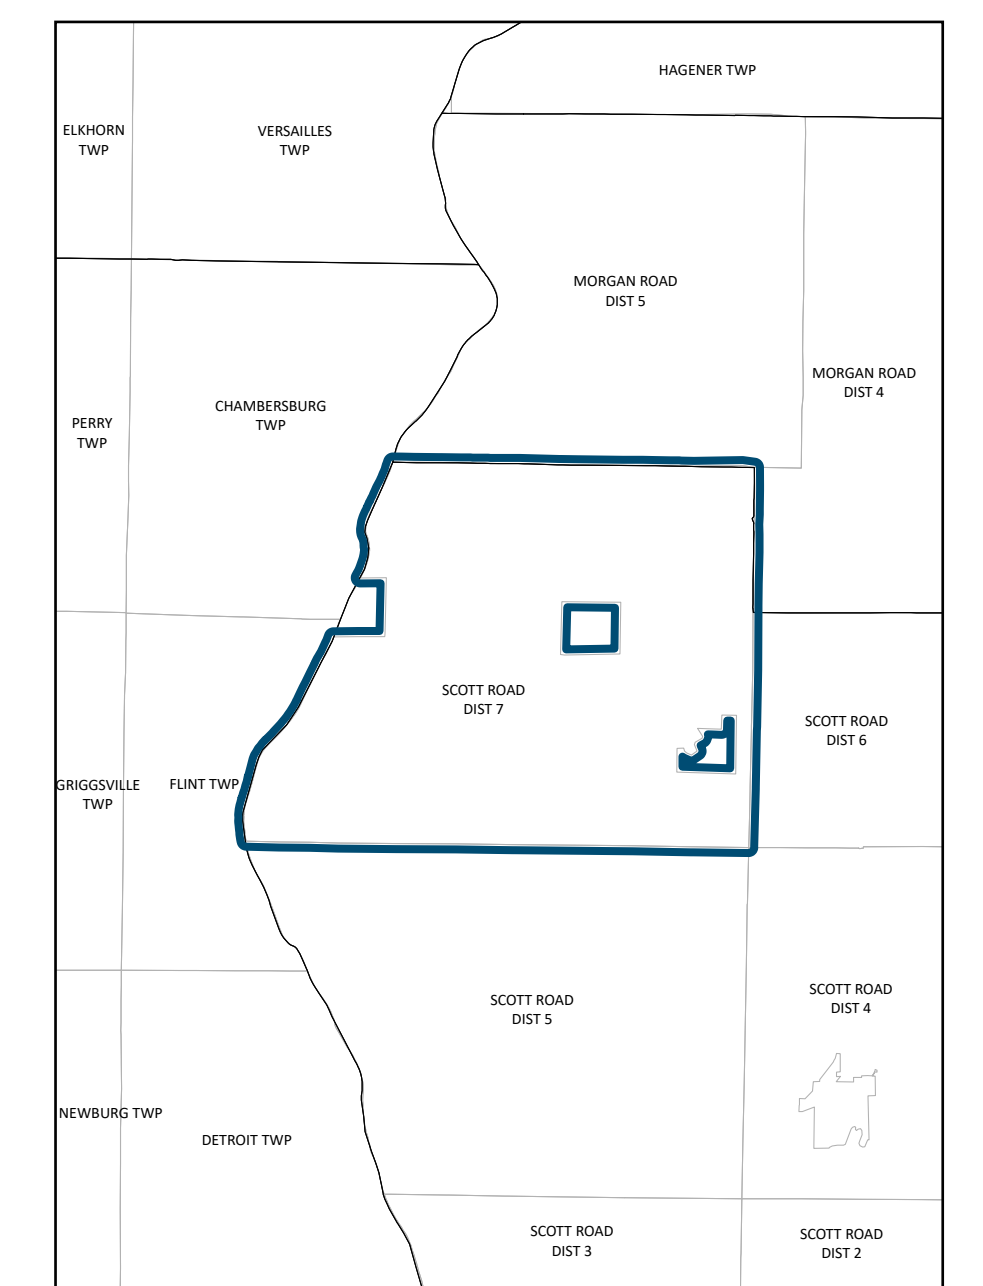 HAGENER TWP
ELKHORN
TWP
VERSAILLES
TWP
MORGAN ROAD
DIST 5
MORGAN ROAD
DIST 4
CHAMBERSBURG
TWP
PERRY
TWP
SCOTT ROAD
DIST 7
SCOTT ROAD
DIST 6
GRIGGSVILLE
TWP
FLINT TWP
SCOTT ROAD
DIST 5
SCOTT ROAD
DIST 4
NEWBURG TWP
DETROIT TWP
SCOTT ROAD
DIST 3
SCOTT ROAD
DIST 2